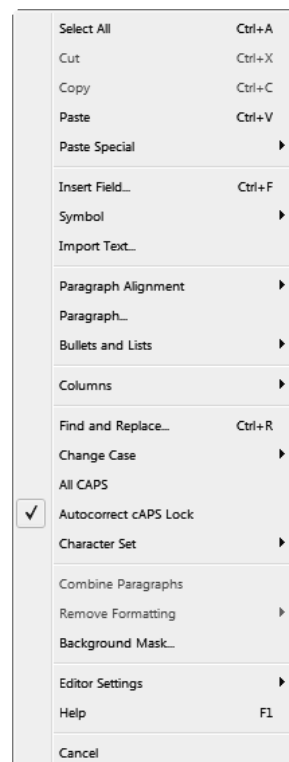 Select All Ctrl+A
Cut Ctrl+X
Copy Ctrl+C
Paste Ctrl+V
Paste Special
Insert Field... Ctrl+F
Symbol
Import Text...
Paragraph Alignment
Paragraph...
Bullets and Lists
Columns
Find and Replace... Ctrl+R
Change Case
All CAPS
Autocorrect cAPS Lock
Character Set
Combine Paragraphs
Remove Formatting
Background Mask...
Editor Settings
Help F1
Cancel